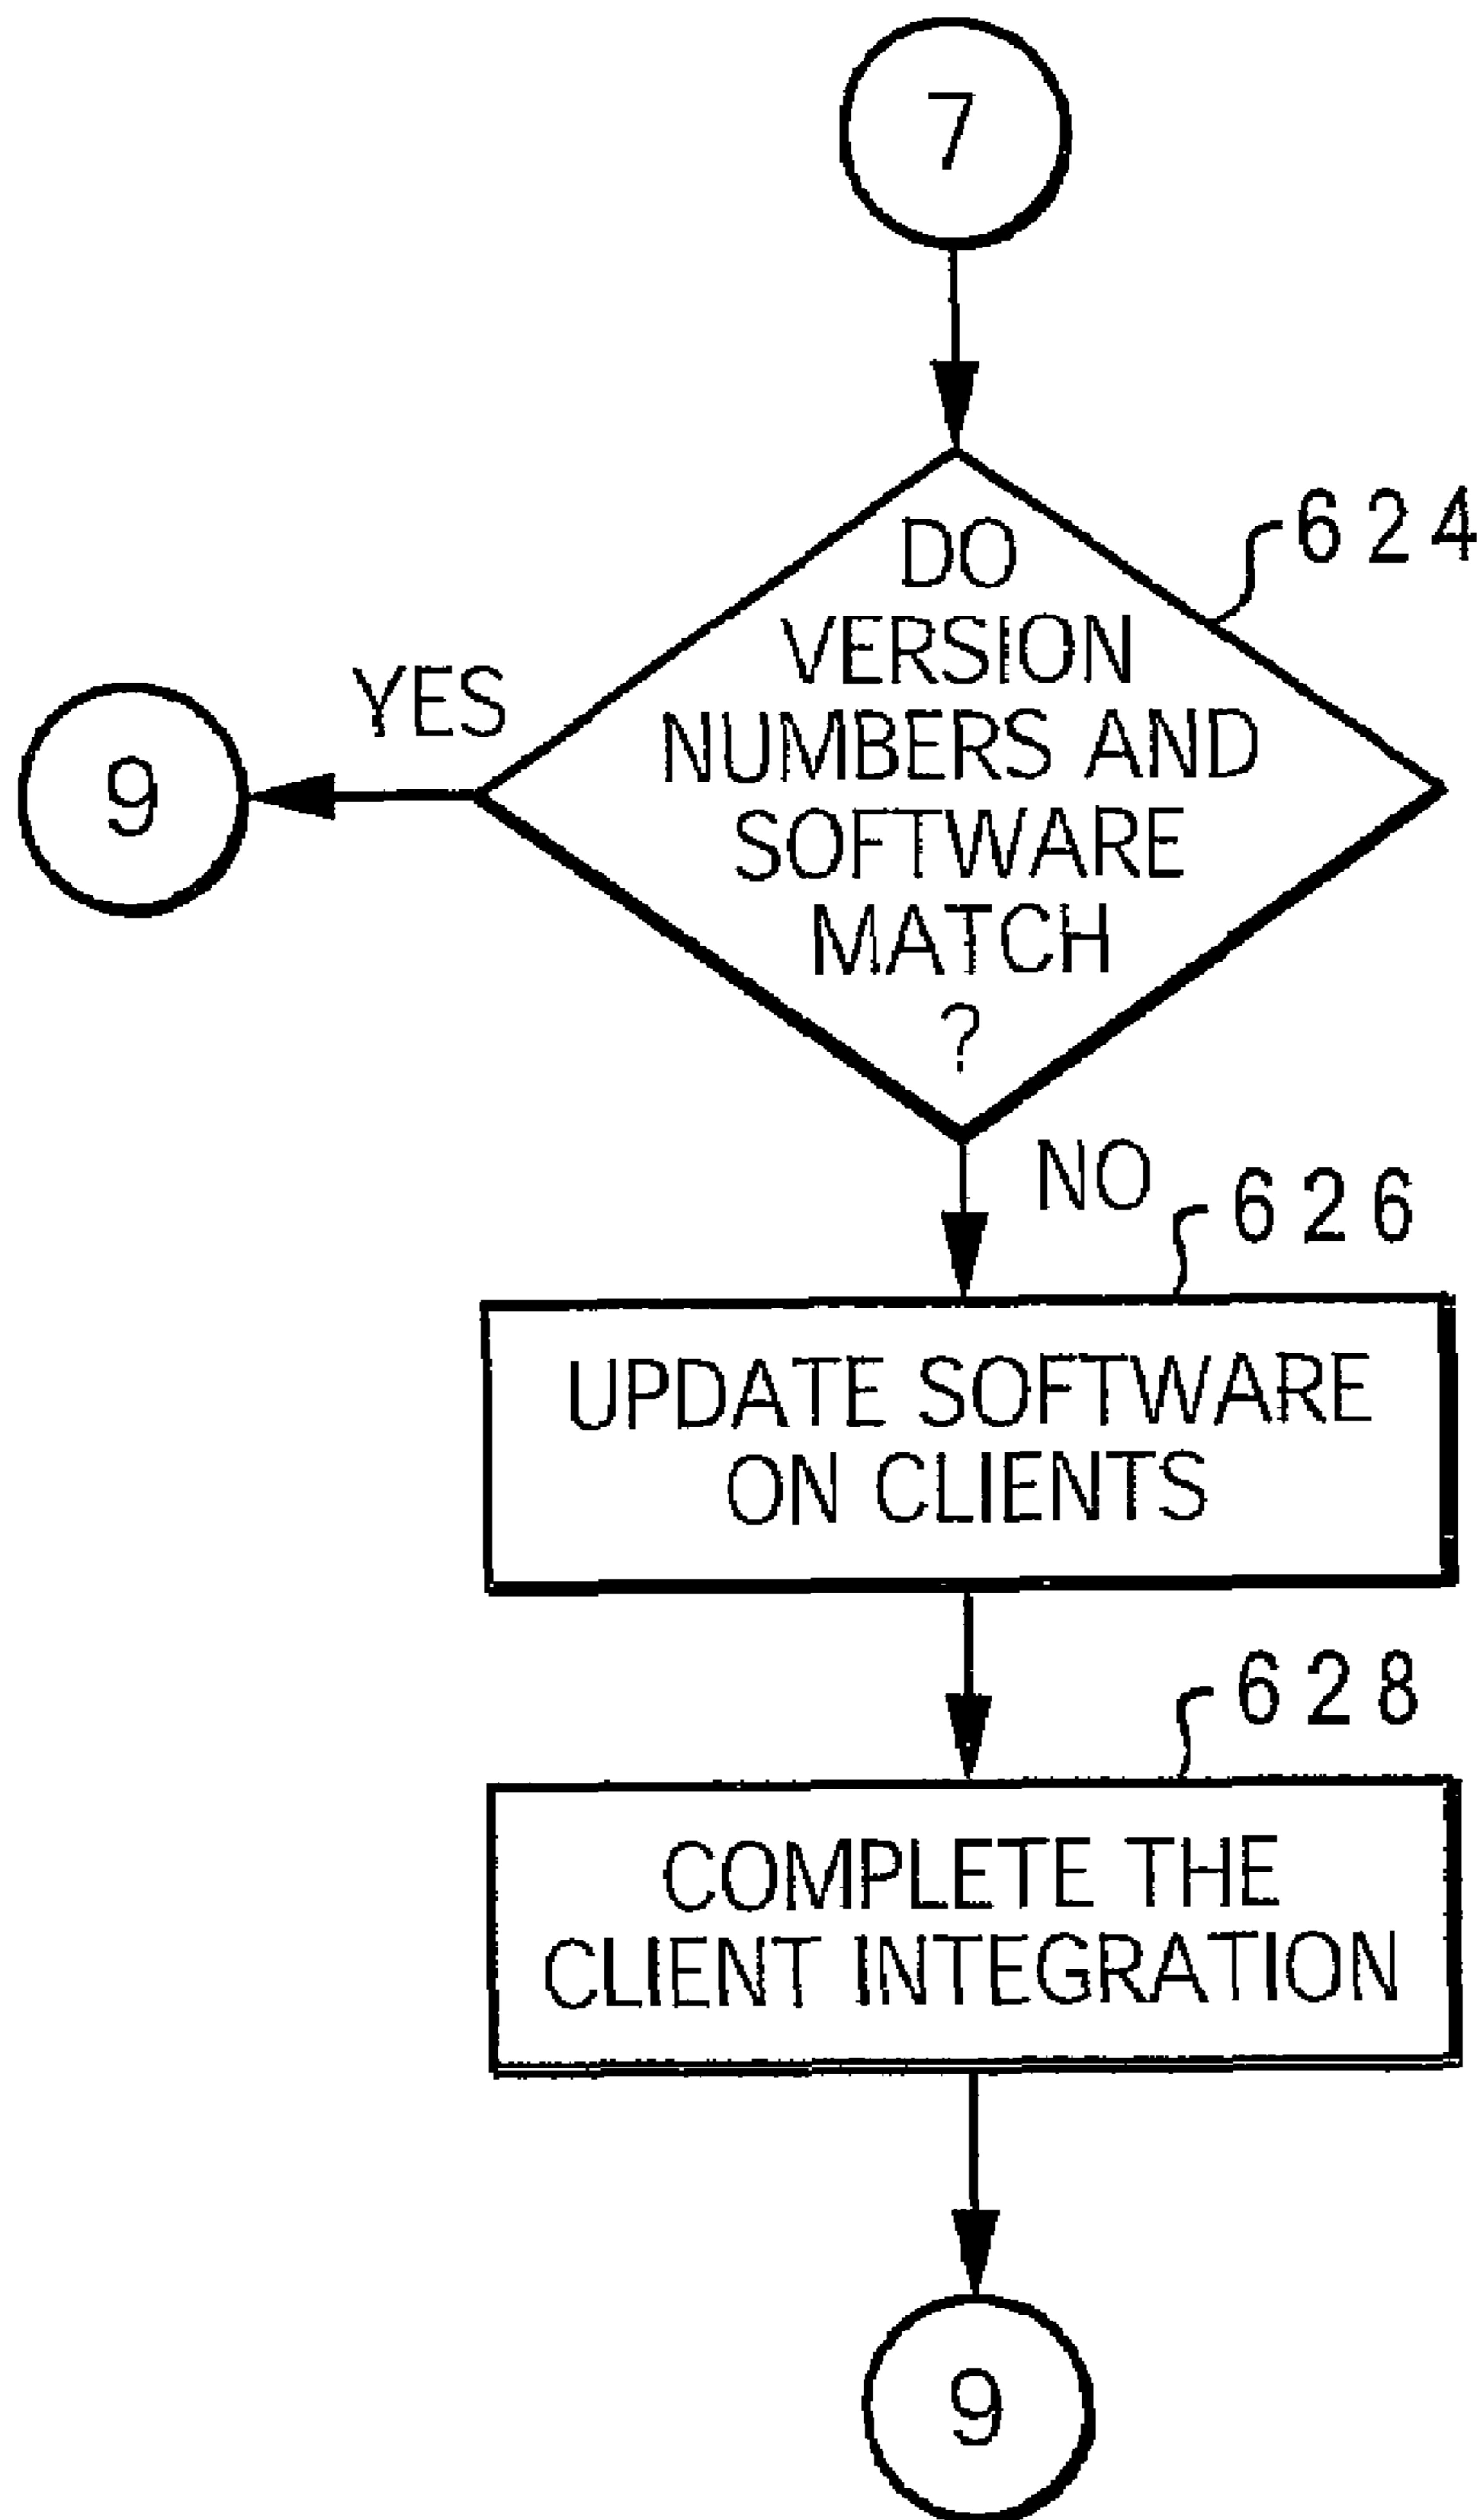 7
624
DO
VERSION
NUMBERS AND
SOFTWARE
MATCH
?
YES
9
NO
626
UPDATE SOFTWARE
ON CLIENTS
628
COMPLETE THE
CLIENT INTEGRATION
9